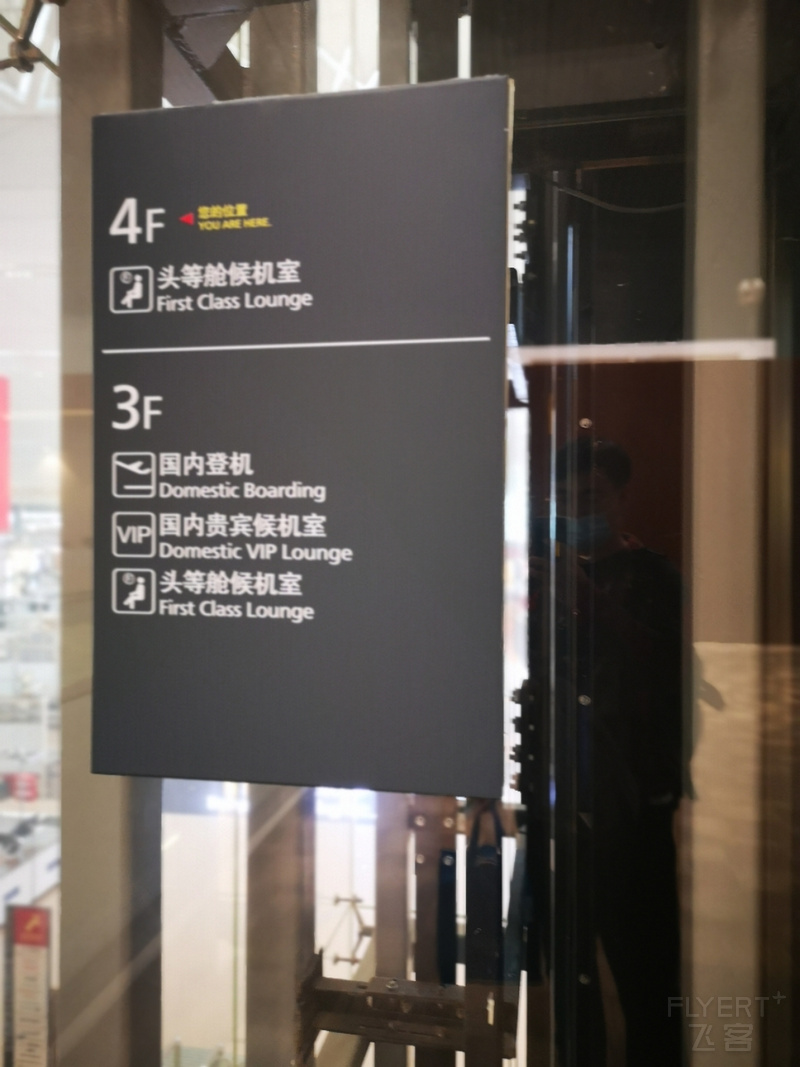 4F
您的位置
YOU ARE HERE.
头等舱候机室
First Class Lounge
3F
国内登机
Domestic Boarding
VIP
国内贵宾候机室
Domestic VIP Lounge
头等舱候机室
First Class Lounge
FLYERT+
飞客